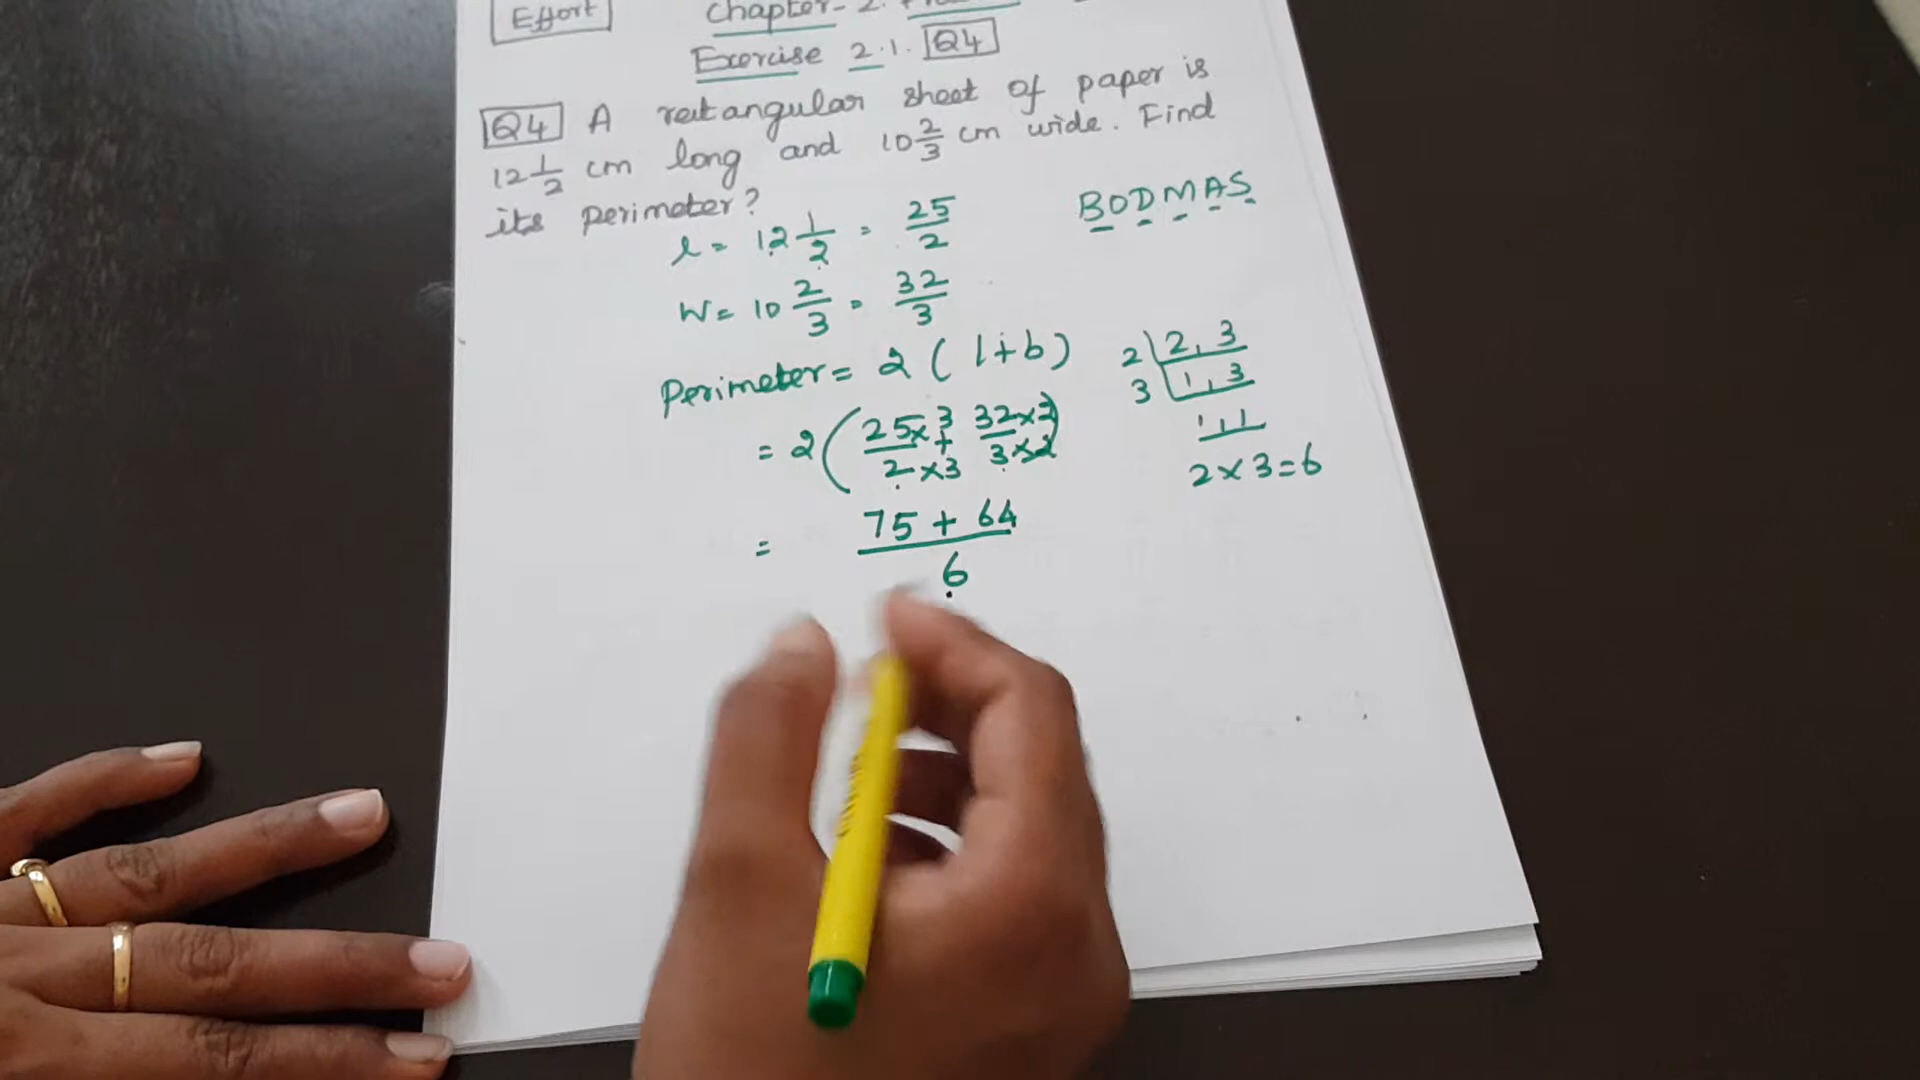 Effort
Chapter- 2.
Exercise 2.1. Q4
Q4 A rectangular sheet of paper is
12 1/2 cm long and 10 2/3 cm wide. Find
its perimeter?
BODMAS
l = 12 1/2 = 25/2
W = 10 2/3 = 32/3
Perimeter = 2 ( l+b )
= 2 ( 25×3/2×3 + 32×2/3×2 )
= 75 + 64 / 6
2 | 2, 3
3 | 1, 3
1, 1
2 × 3 = 6